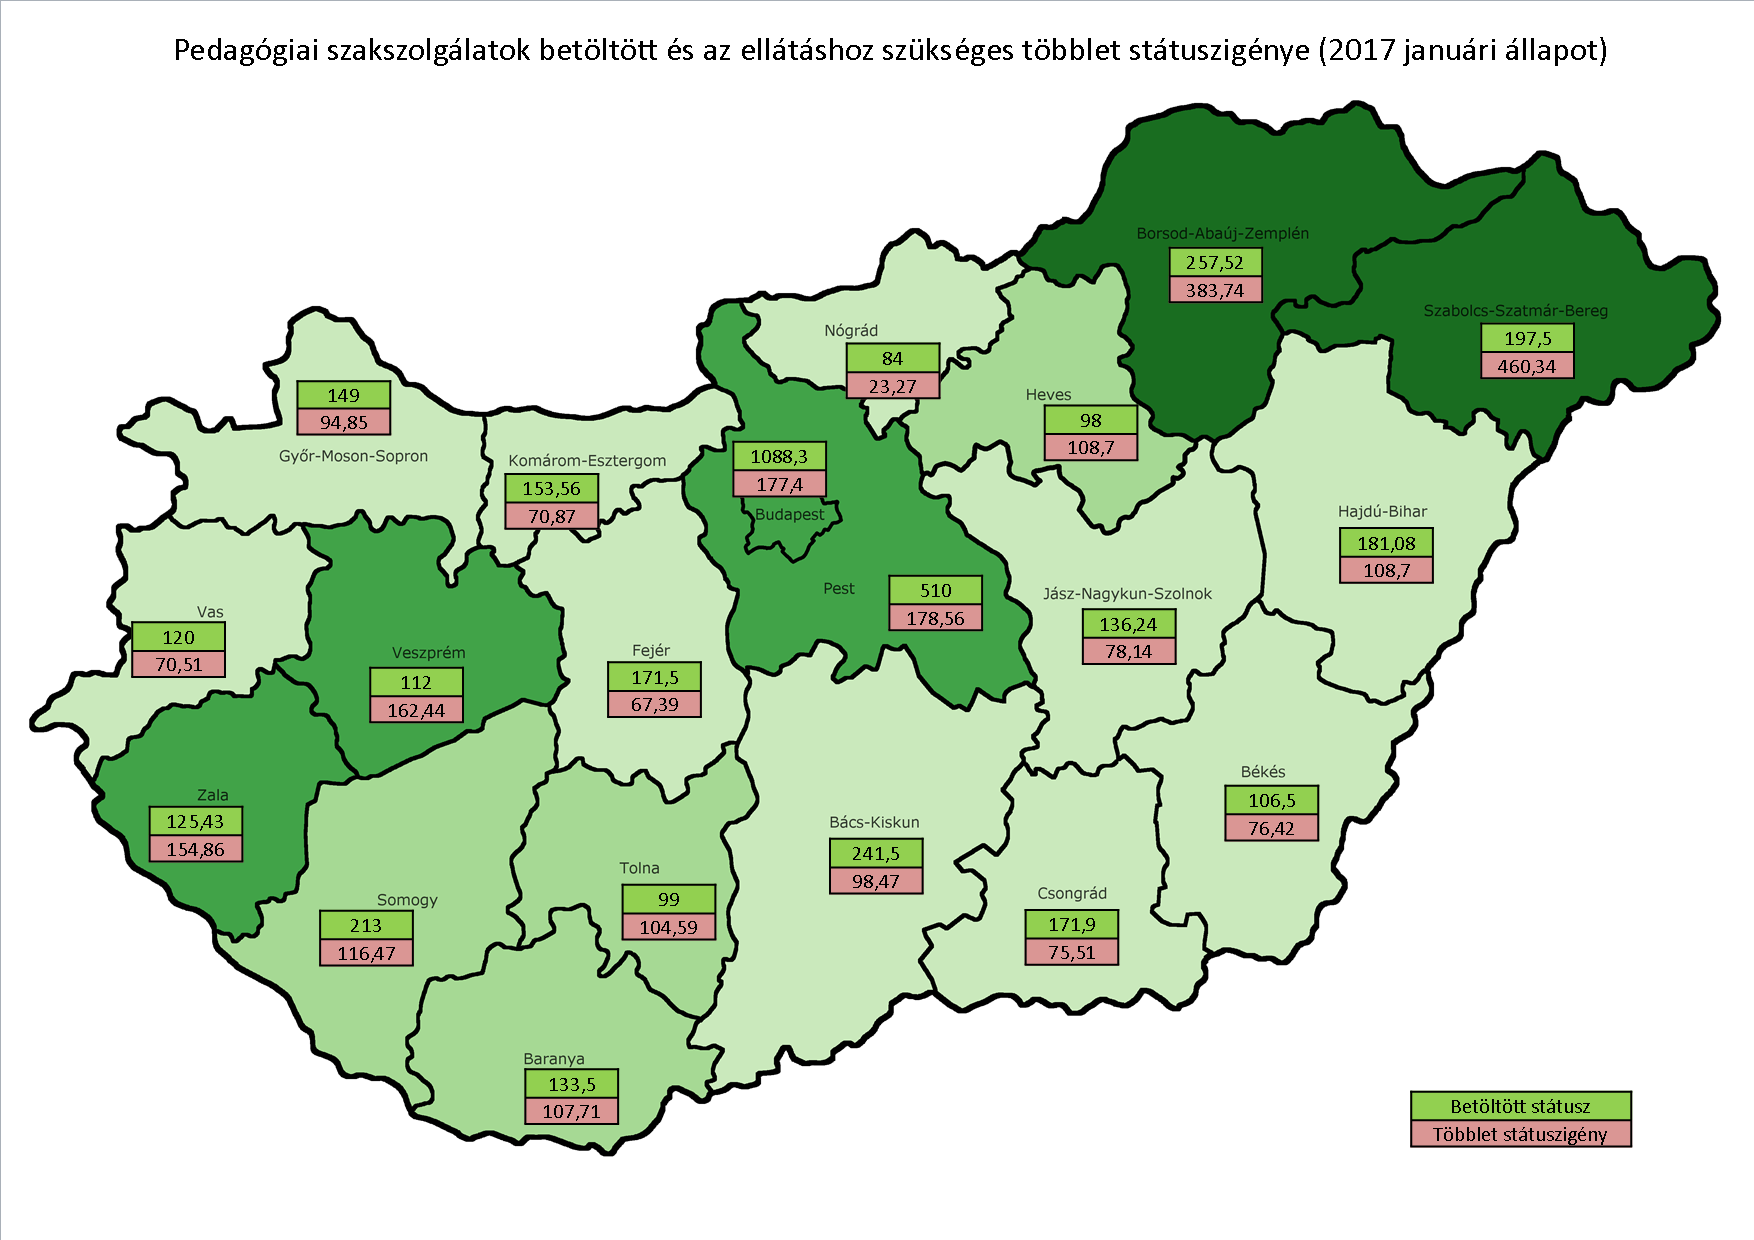 Pedagógiai szakszolgálatok betöltött és az ellátáshoz szükséges többlet státuszigénye (2017 januári állapot)
Borsod-Abaúj-Zemplén
257,52
383,74
Szabolcs-Szatmár-Bereg
197,5
460,34
Nógrád
84
23,27
Heves
98
108,7
149
94,85
Győr-Moson-Sopron
Komárom-Esztergom
153,56
70,87
1088,3
177,4
Budapest
Pest
510
178,56
Hajdú-Bihar
181,08
108,7
Jász-Nagykun-Szolnok
136,24
78,14
Vas
120
70,51
Veszprém
112
162,44
Fejér
171,5
67,39
Zala
125,43
154,86
Békés
106,5
76,42
Bács-Kiskun
241,5
98,47
Tolna
99
104,59
Somogy
213
116,47
Csongrád
171,9
75,51
Baranya
133,5
107,71
Betöltött státusz
Többlet státuszigény